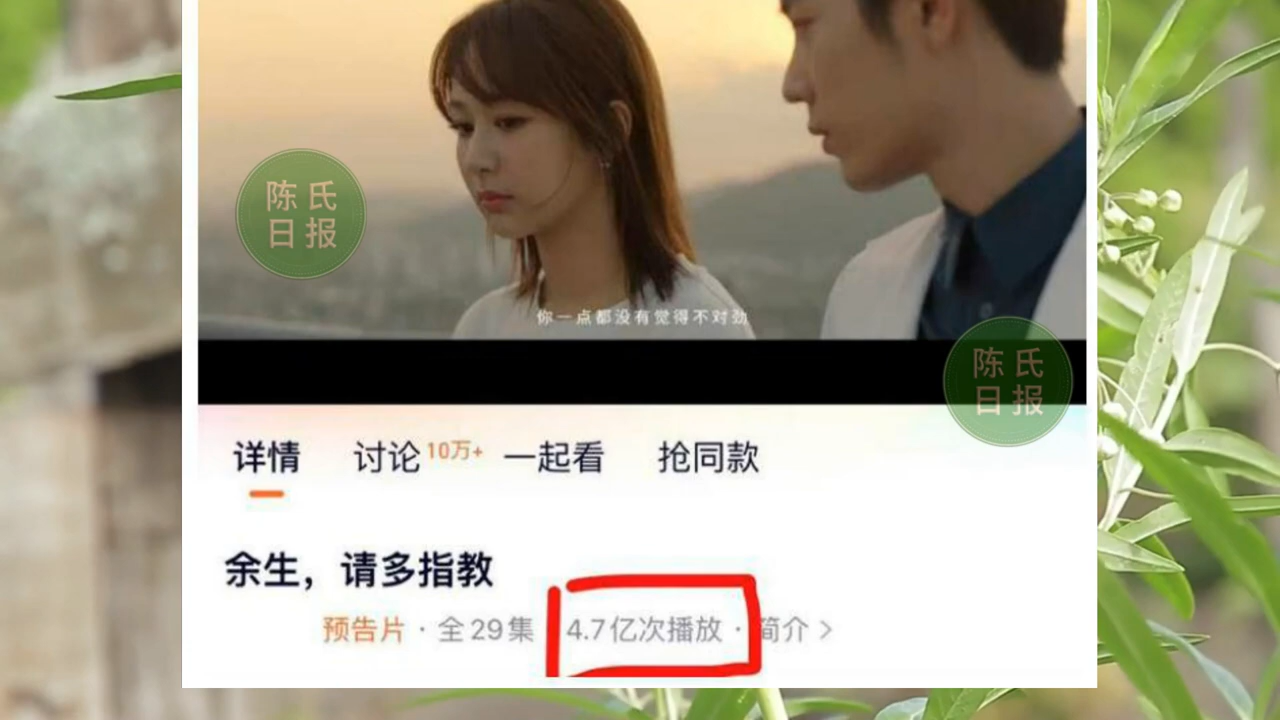 陈氏
日报
你一点都没有觉得不对劲
陈氏
日报
详情 讨论 10万+ 一起看 抢同款
余生，请多指教
预告片 · 全29集 4.7亿次播放 · 简介 >